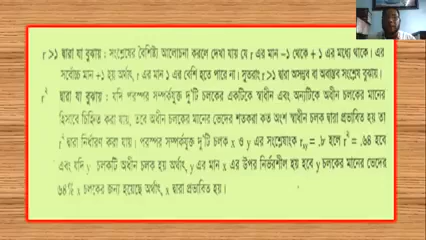 r >১ দ্বারা যা বুঝায় : সংশ্লেষের বৈশিষ্ট্য আলোচনা করলে দেখা যায় যে r এর মান −১ থেকে + ১ এর মধ্যে থাকে। এর
সর্বোচ্চ মান +১ হয় অর্থাৎ, r এর মান ১ এর বেশি হতে পারে না। সুতরাং r >১ দ্বারা অসম্ভব বা অবাস্তব সংশ্লেষ বুঝায়।
r² দ্বারা যা বুঝায় : যদি পরস্পর সম্পর্কযুক্ত দু'টি চলকের একটিকে স্বাধীন এবং অন্যটিকে অধীন চলকের মানের
হিসাবে চিহ্নিত করা যায়, তবে অধীন চলকের মানের ভেদের শতকরা কত অংশ স্বাধীন চলক দ্বারা প্রভাবিত হয় তা
r² দ্বারা নির্ধারণ করা যায়। পরস্পর সম্পর্কযুক্ত দু'টি চলক x ও y এর সংশ্লেষাংক rxy = .৮ হলে r² = .৬৪ হবে
এবং যদি y চলকটি অধীন চলক হয় অর্থাৎ, y এর মান x এর উপর নির্ভরশীল হয় হবে y চলকের মানের ভেদের
৬৪% x চলকের জন্য হয়েছে অর্থাৎ, x দ্বারা প্রভাবিত হয়।